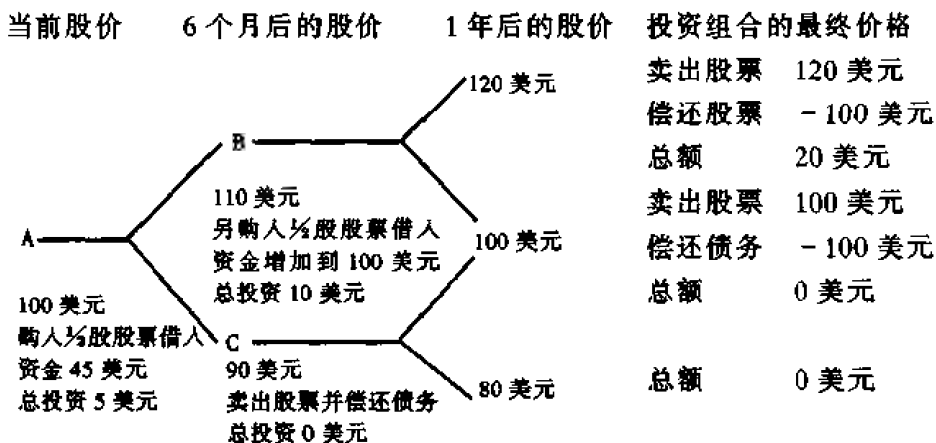 当前股价 6个月后的股价 1年后的股价 投资组合的最终价格
120美元
卖出股票 120美元
偿还股票 -100美元
总额 20美元
B
110美元
另购入½股股票借入
资金增加到100美元
总投资10美元
100美元
卖出股票 100美元
偿还债务 -100美元
总额 0美元
A
100美元
购入½股股票借入
资金45美元
总投资5美元
C
90美元
卖出股票并偿还债务
总投资0美元
80美元
总额 0美元